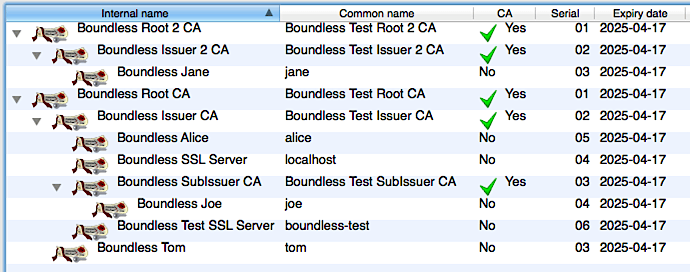 Internal name Common name CA Serial Expiry date
Boundless Root 2 CA Boundless Test Root 2 CA Yes 01 2025-04-17
Boundless Issuer 2 CA Boundless Test Issuer 2 CA Yes 02 2025-04-17
Boundless Jane jane No 03 2025-04-17
Boundless Root CA Boundless Test Root CA Yes 01 2025-04-17
Boundless Issuer CA Boundless Test Issuer CA Yes 02 2025-04-17
Boundless Alice alice No 05 2025-04-17
Boundless SSL Server localhost No 04 2025-04-17
Boundless SubIssuer CA Boundless Test SubIssuer CA Yes 03 2025-04-17
Boundless Joe joe No 04 2025-04-17
Boundless Test SSL Server boundless-test No 06 2025-04-17
Boundless Tom tom No 03 2025-04-17